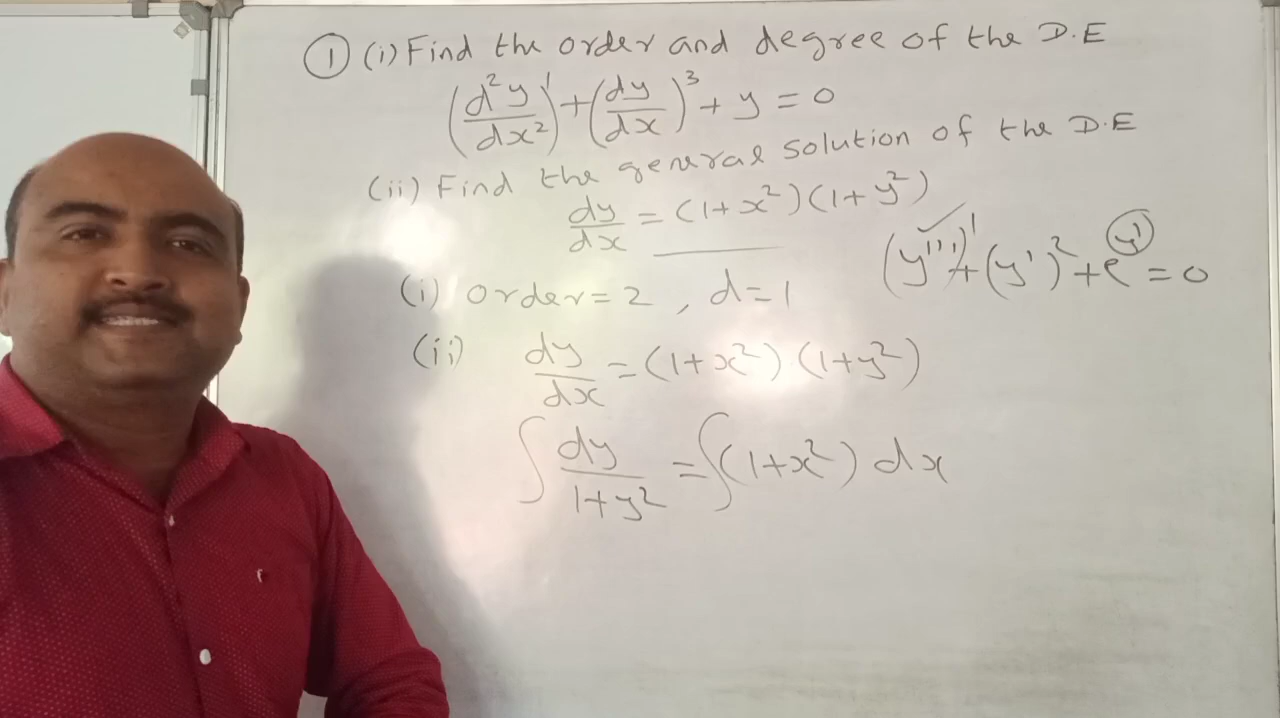 ① (i) Find the order and degree of the D.E
(d²y/dx²)¹ + (dy/dx)³ + y = 0
(ii) Find the general solution of the D.E
dy/dx = (1+x²)(1+y²)
(y''')¹ + (y')² + e^y' = 0
(i) order = 2 , d = 1
(ii) dy/dx = (1+x²).(1+y²)
∫ dy/1+y² = ∫(1+x²) dx